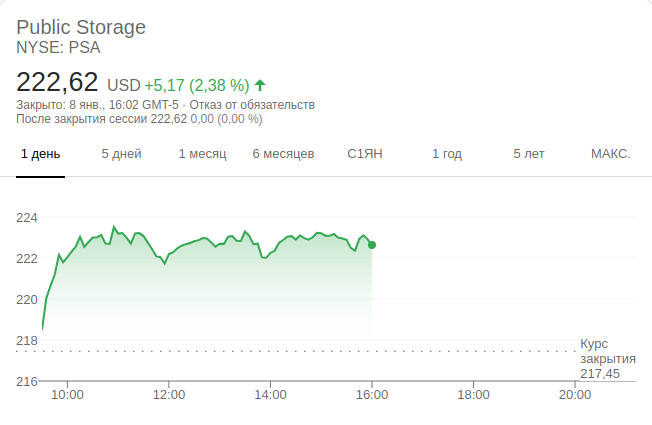 Public Storage
NYSE: PSA
222,62 USD +5,17 (2,38 %)
Закрыто: 8 янв., 16:02 GMT-5 · Отказ от обязательств
После закрытия сессии 222,62 0,00 (0,00 %)
1 день 5 дней 1 месяц 6 месяцев С1ЯН 1 год 5 лет МАКС.
224
222
220
218
Курс
закрытия
217,45
216
10:00 12:00 14:00 16:00 18:00 20:00